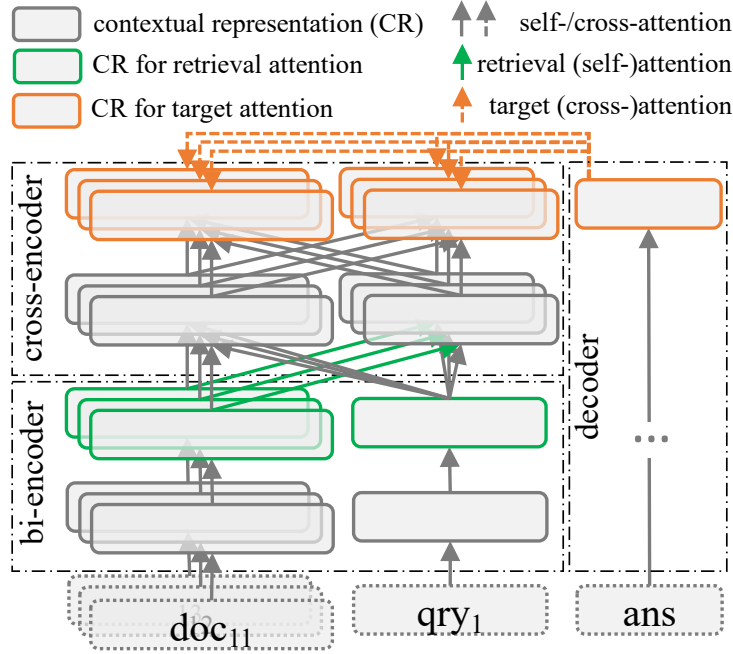 contextual representation (CR)
self-/cross-attention
CR for retrieval attention
retrieval (self-)attention
CR for target attention
target (cross-)attention
cross-encoder
bi-encoder
decoder
...
doc₁₁
qry₁
ans